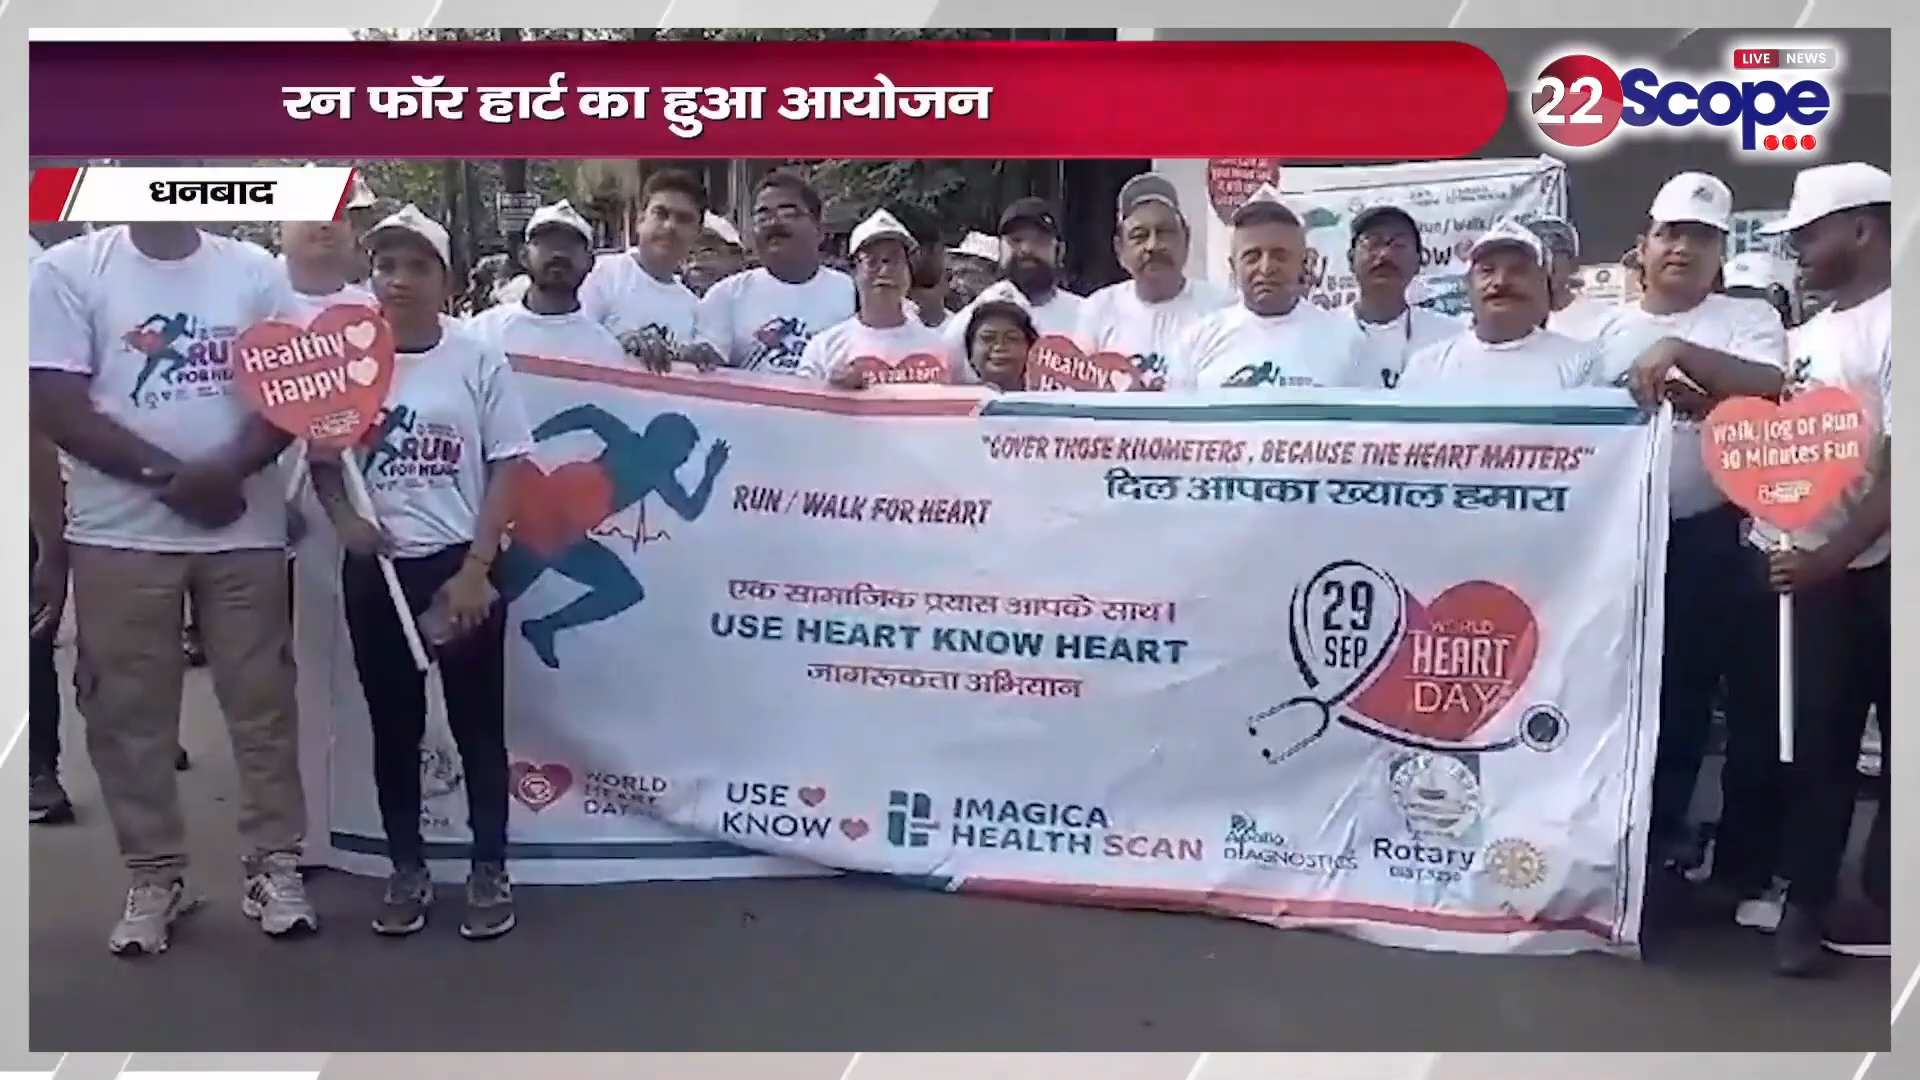 LIVE NEWS
22Scope
रन फॉर हार्ट का हुआ आयोजन
धनबाद
Healthy
Happy
RUN
FOR HEART
Healthy
Walk, Jog or Run
30 Minutes Fun
"COVER THOSE KILOMETERS, BECAUSE THE HEART MATTERS"
दिल आपका ख्याल हमारा
RUN / WALK FOR HEART
एक सामाजिक प्रयास आपके साथ।
USE HEART KNOW HEART
जागरूकता अभियान
29
SEP
WORLD
HEART
DAY
WORLD
HEART
DAY
USE
KNOW
IMAGICA
HEALTH SCAN
Apollo
DIAGNOSTICS
Rotary